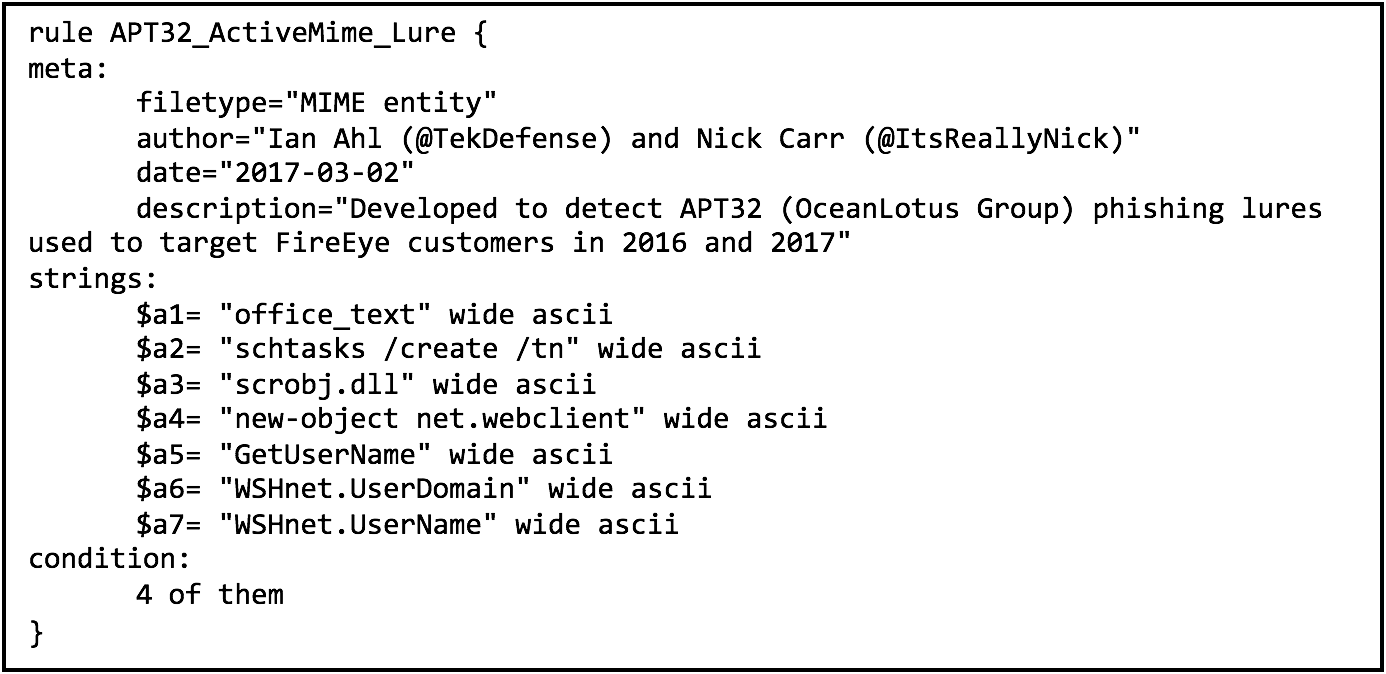 rule APT32_ActiveMime_Lure {
meta:
filetype="MIME entity"
author="Ian Ahl (@TekDefense) and Nick Carr (@ItsReallyNick)"
date="2017-03-02"
description="Developed to detect APT32 (OceanLotus Group) phishing lures
used to target FireEye customers in 2016 and 2017"
strings:
$a1= "office_text" wide ascii
$a2= "schtasks /create /tn" wide ascii
$a3= "scrobj.dll" wide ascii
$a4= "new-object net.webclient" wide ascii
$a5= "GetUserName" wide ascii
$a6= "WSHnet.UserDomain" wide ascii
$a7= "WSHnet.UserName" wide ascii
condition:
4 of them
}